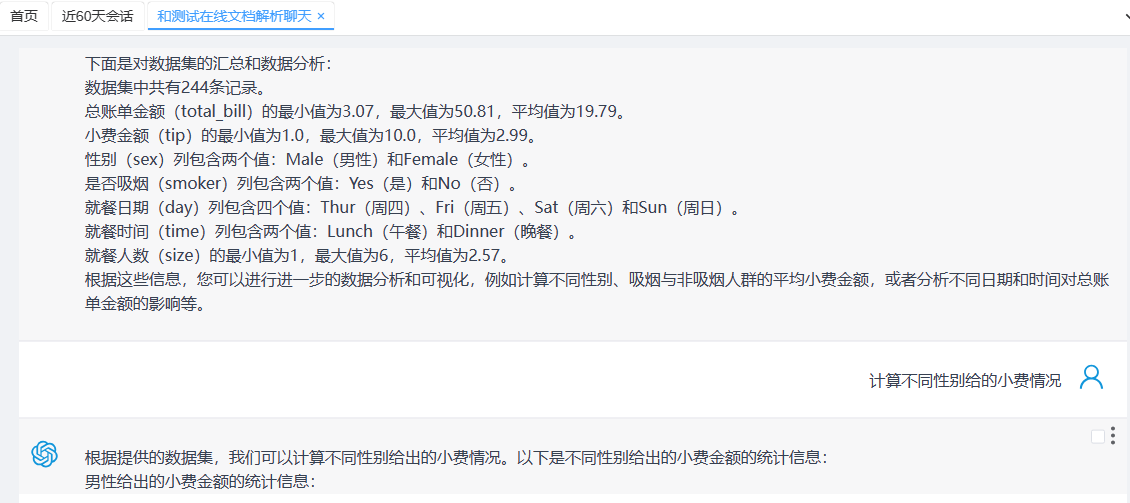 首页 近60天会话 和测试在线文档解析聊天 ×
下面是对数据集的汇总和数据分析：
数据集中共有244条记录。
总账单金额（total_bill）的最小值为3.07，最大值为50.81，平均值为19.79。
小费金额（tip）的最小值为1.0，最大值为10.0，平均值为2.99。
性别（sex）列包含两个值：Male（男性）和Female（女性）。
是否吸烟（smoker）列包含两个值：Yes（是）和No（否）。
就餐日期（day）列包含四个值：Thur（周四）、Fri（周五）、Sat（周六）和Sun（周日）。
就餐时间（time）列包含两个值：Lunch（午餐）和Dinner（晚餐）。
就餐人数（size）的最小值为1，最大值为6，平均值为2.57。
根据这些信息，您可以进行进一步的数据分析和可视化，例如计算不同性别、吸烟与非吸烟人群的平均小费金额，或者分析不同日期和时间对总账
单金额的影响等。
计算不同性别给的小费情况
根据提供的数据集，我们可以计算不同性别给出的小费情况。以下是不同性别给出的小费金额的统计信息：
男性给出的小费金额的统计信息：